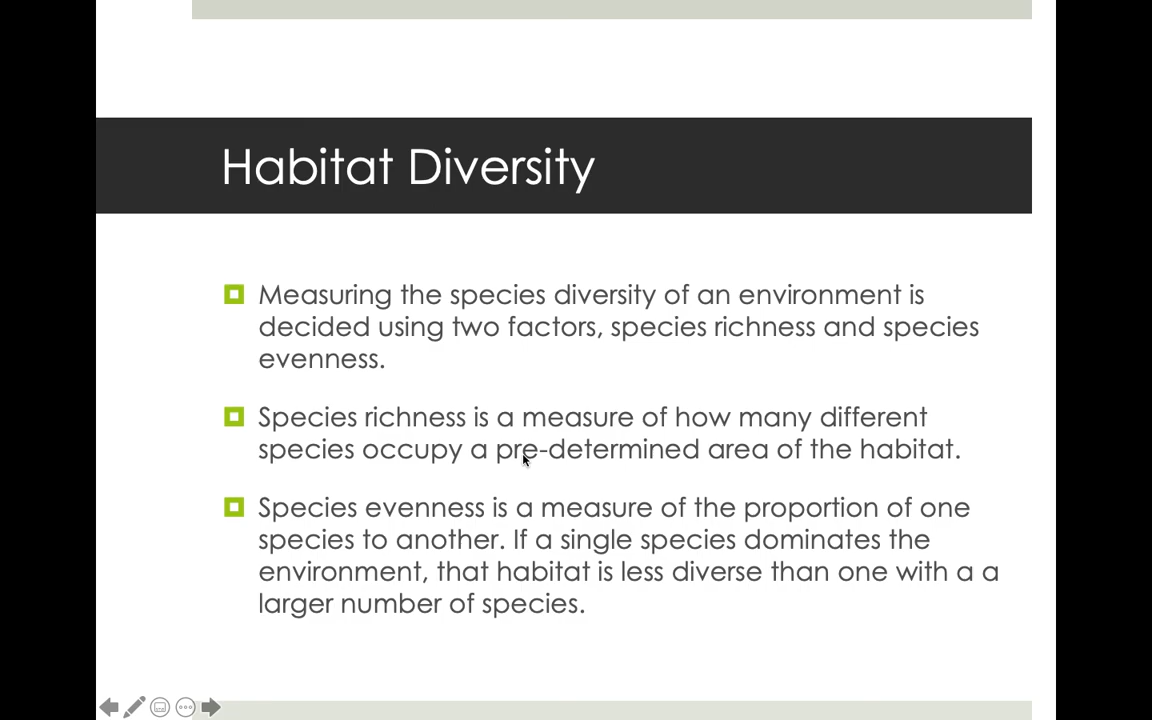 Habitat Diversity
Measuring the species diversity of an environment is
decided using two factors, species richness and species
evenness.
Species richness is a measure of how many different
species occupy a pre-determined area of the habitat.
Species evenness is a measure of the proportion of one
species to another. If a single species dominates the
environment, that habitat is less diverse than one with a a
larger number of species.